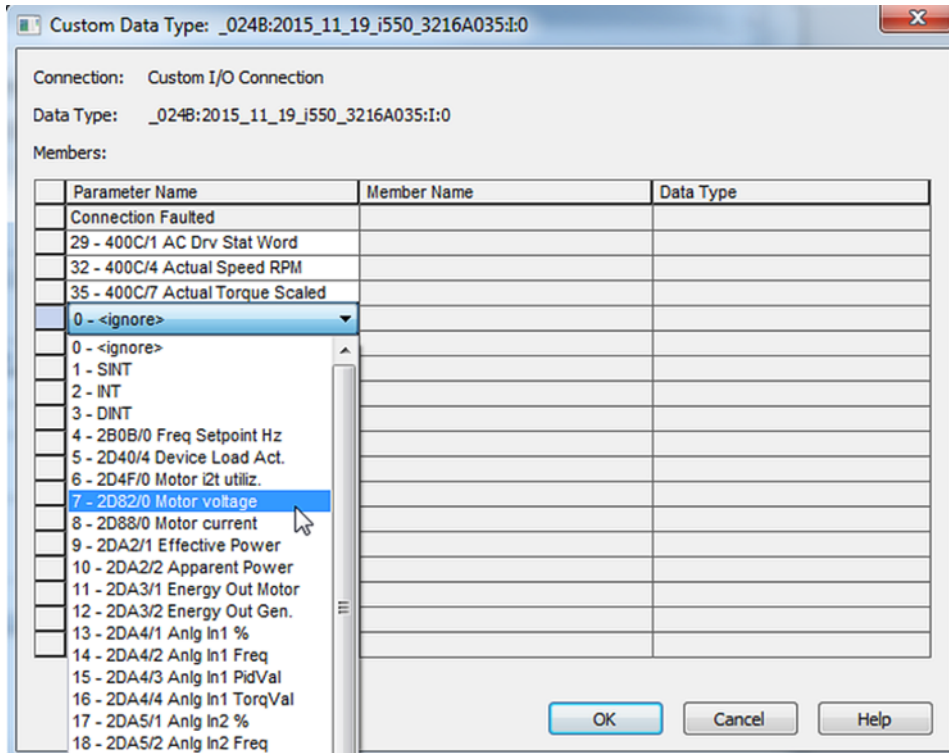 Custom Data Type: _024B:2015_11_19_i550_3216A035:I:0
Connection: Custom I/O Connection
Data Type: _024B:2015_11_19_i550_3216A035:I:0
Members:
Parameter Name Member Name Data Type
Connection Faulted
29 - 400C/1 AC Drv Stat Word
32 - 400C/4 Actual Speed RPM
35 - 400C/7 Actual Torque Scaled
0 - <ignore>
0 - <ignore>
1 - SINT
2 - INT
3 - DINT
4 - 2B0B/0 Freq Setpoint Hz
5 - 2D40/4 Device Load Act.
6 - 2D4F/0 Motor i2t utiliz.
7 - 2D82/0 Motor voltage
8 - 2D88/0 Motor current
9 - 2DA2/1 Effective Power
10 - 2DA2/2 Apparent Power
11 - 2DA3/1 Energy Out Motor
12 - 2DA3/2 Energy Out Gen.
13 - 2DA4/1 Anlg In1 %
14 - 2DA4/2 Anlg In1 Freq
15 - 2DA4/3 Anlg In1 PidVal
16 - 2DA4/4 Anlg In1 TorqVal
17 - 2DA5/1 Anlg In2 %
18 - 2DA5/2 Anlg In2 Freq
OK Cancel Help